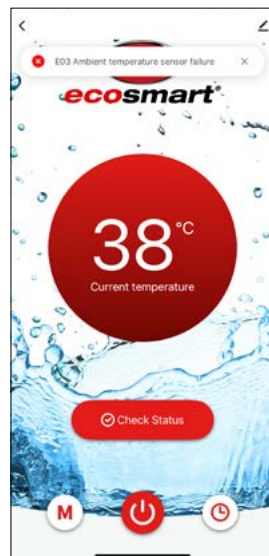 E03 Ambient temperature sensor failure
ecosmart®
38°C
Current temperature
Check Status
M